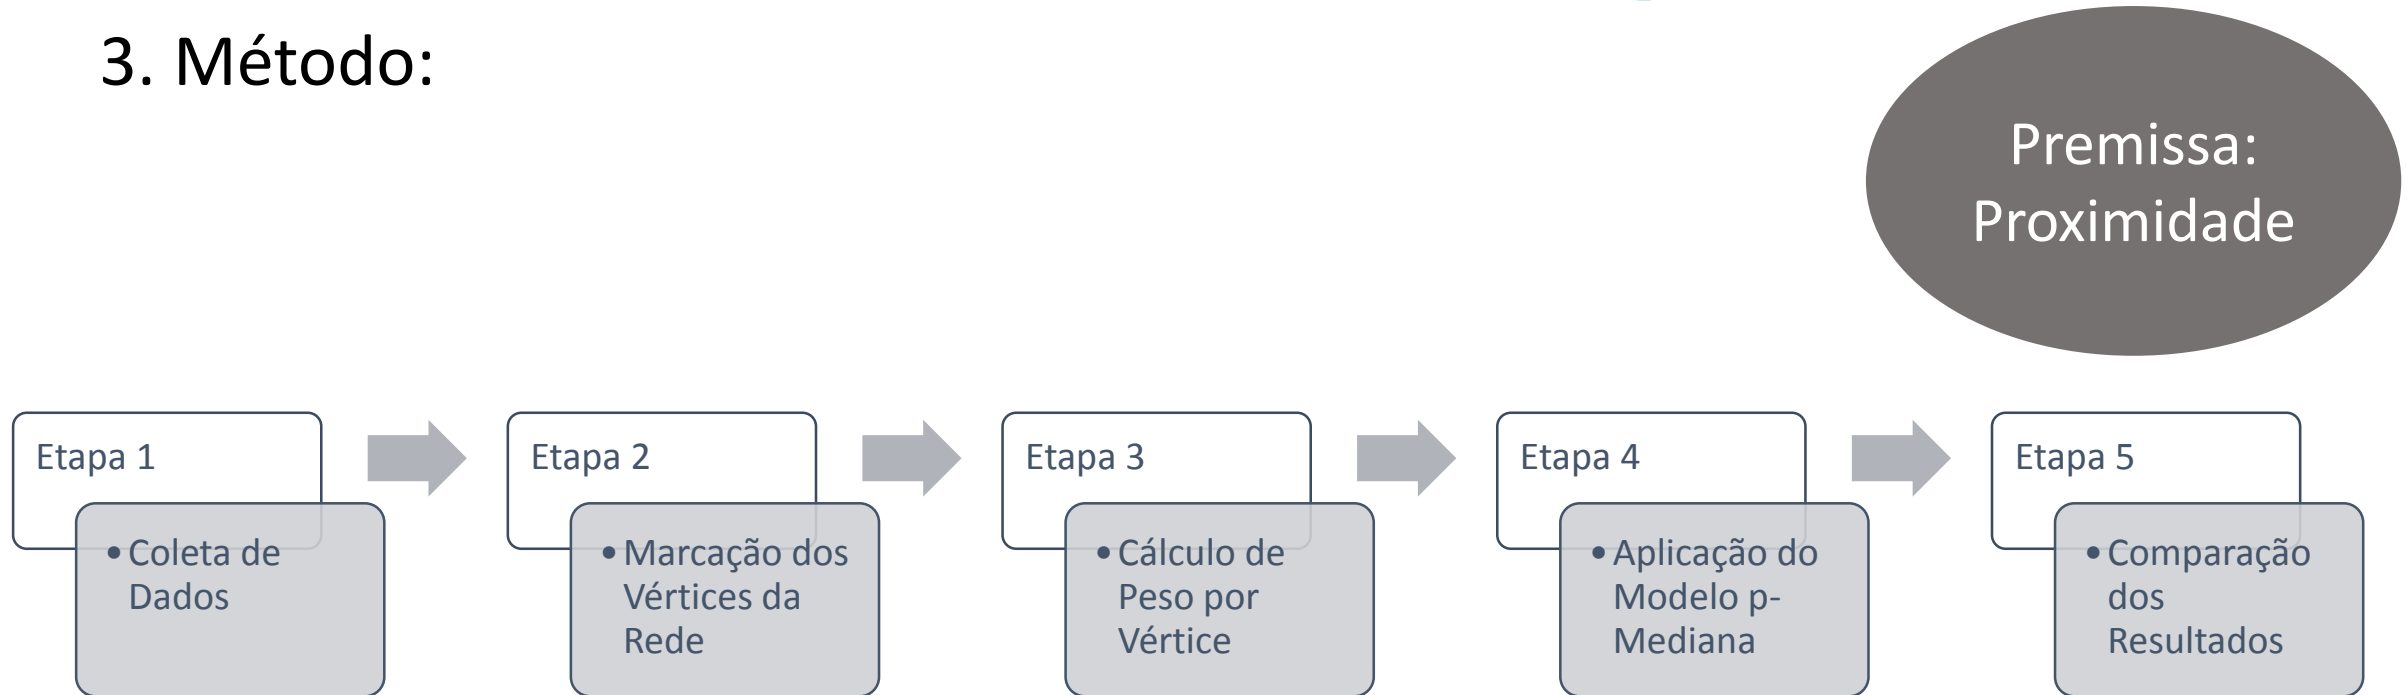 3. Método:
Premissa:
Proximidade
Etapa 1
• Coleta de
Dados
Etapa 2
• Marcação dos
Vértices da
Rede
Etapa 3
• Cálculo de
Peso por
Vértice
Etapa 4
• Aplicação do
Modelo p-
Mediana
Etapa 5
• Comparação
dos
Resultados